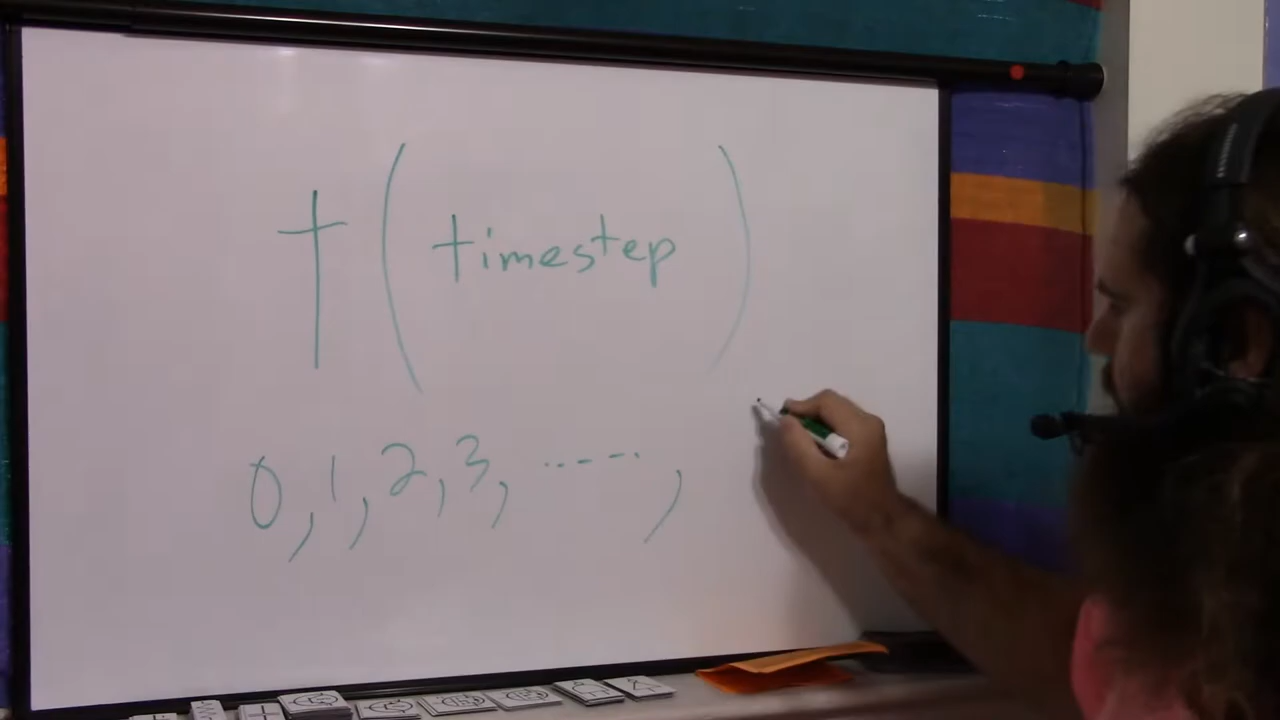 t (timestep)
0, 1, 2, 3, ......,